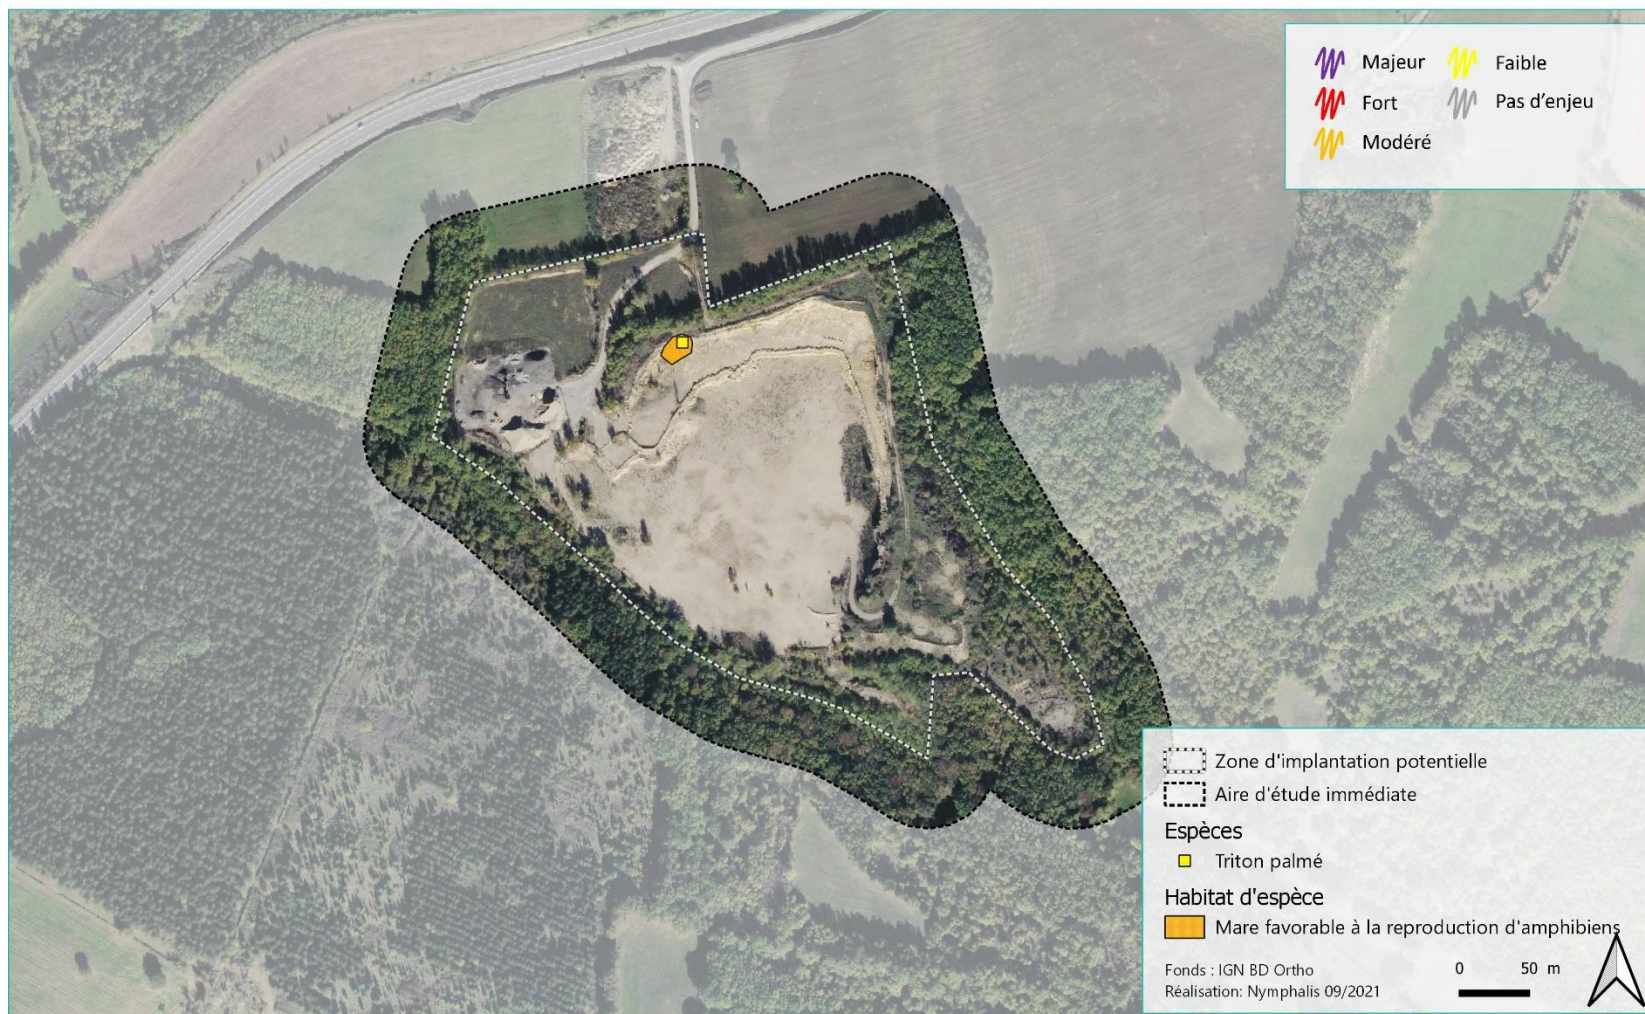 Majeur
Faible
Fort
Pas d'enjeu
Modéré
Zone d'implantation potentielle
Aire d'étude immédiate
Espèces
Triton palmé
Habitat d'espèce
Mare favorable à la reproduction d'amphibiens
Fonds : IGN BD Ortho
Réalisation: Nymphalis 09/2021
0 50 m